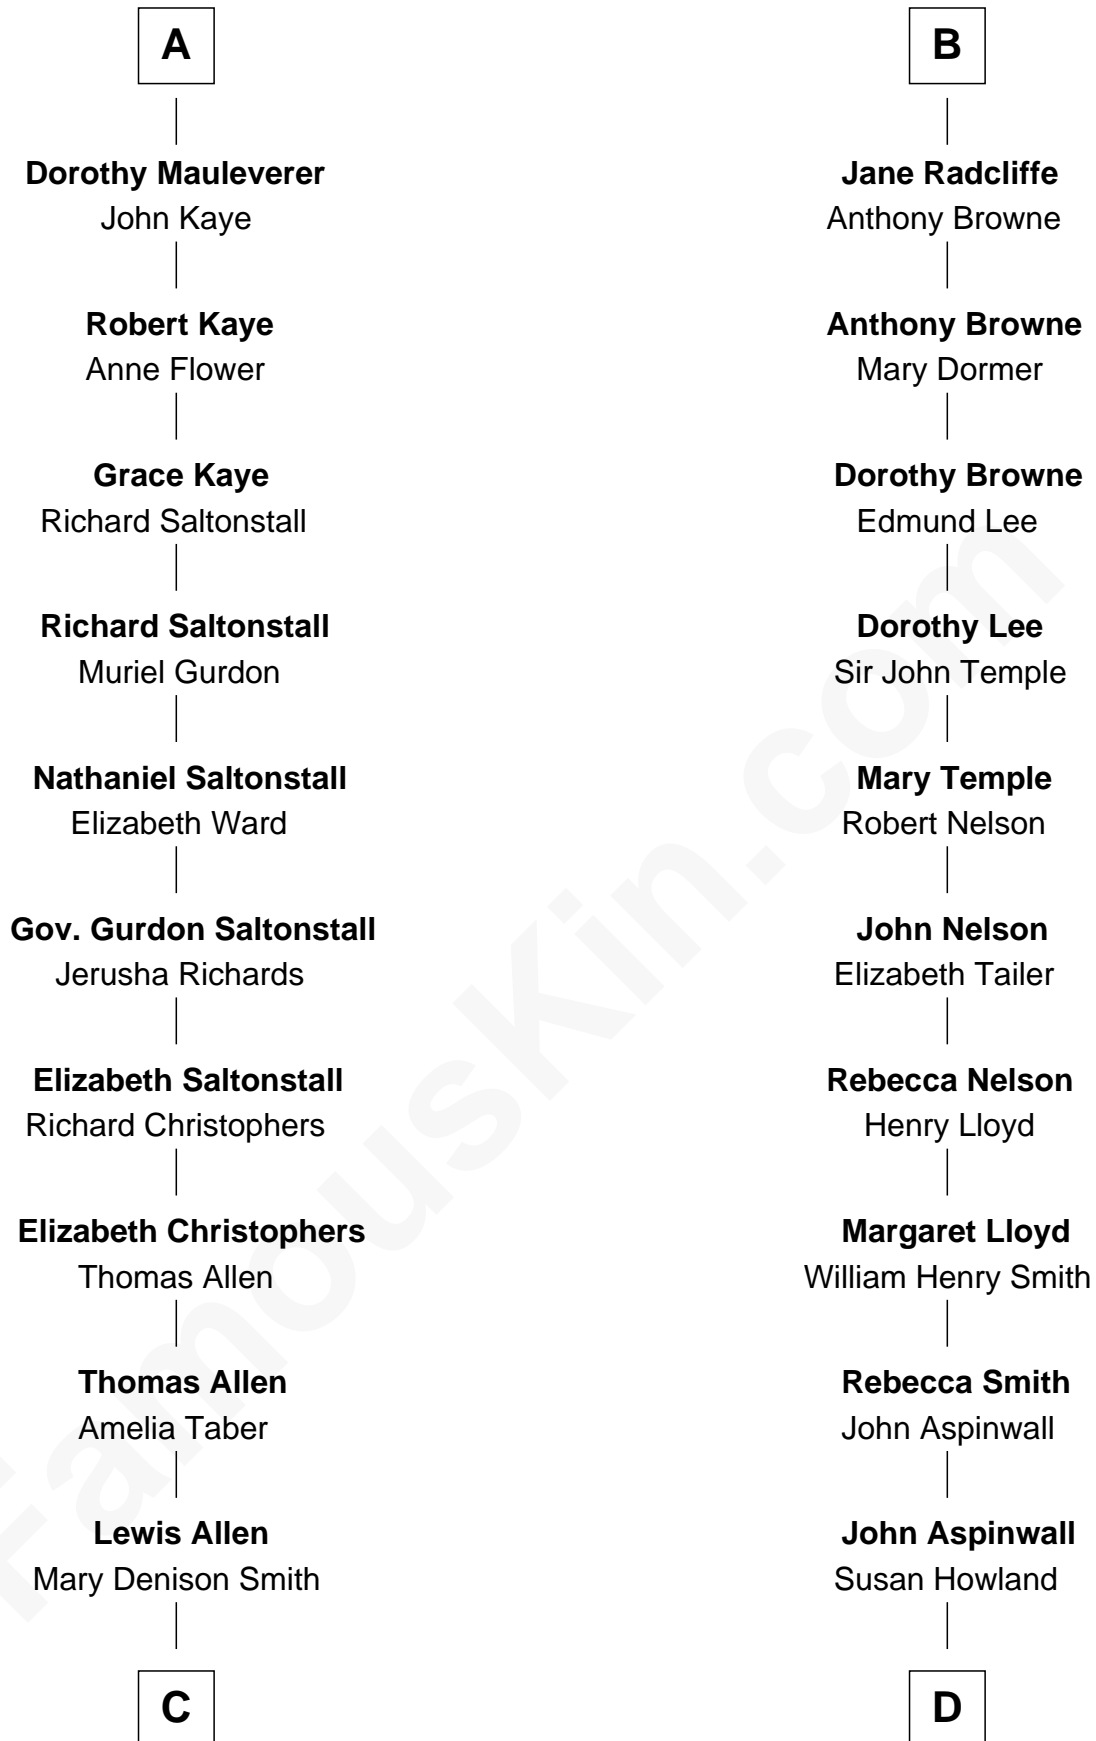 A
Dorothy Mauleverer
John Kaye
Robert Kaye
Anne Flower
Grace Kaye
Richard Saltonstall
Richard Saltonstall
Muriel Gurdon
Nathaniel Saltonstall
Elizabeth Ward
Gov. Gurdon Saltonstall
Jerusha Richards
Elizabeth Saltonstall
Richard Christophers
Elizabeth Christophers
Thomas Allen
Thomas Allen
Amelia Taber
Lewis Allen
Mary Denison Smith
C
B
Jane Radcliffe
Anthony Browne
Anthony Browne
Mary Dormer
Dorothy Browne
Edmund Lee
Dorothy Lee
Sir John Temple
Mary Temple
Robert Nelson
John Nelson
Elizabeth Tailer
Rebecca Nelson
Henry Lloyd
Margaret Lloyd
William Henry Smith
Rebecca Smith
John Aspinwall
John Aspinwall
Susan Howland
D
FamousKin.com